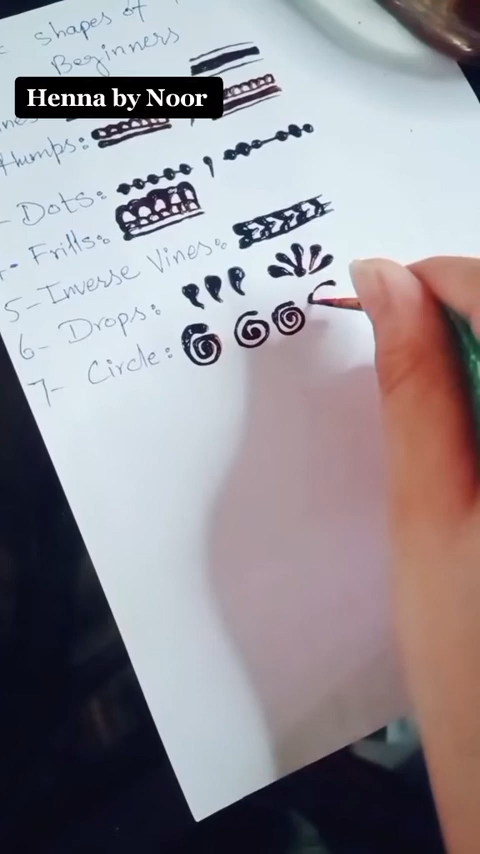 shapes of
Beginners
Henna by Noor
Humps:
- Dots:
- Frills:
5- Inverse Vines:
6- Drops:
7- Circle: